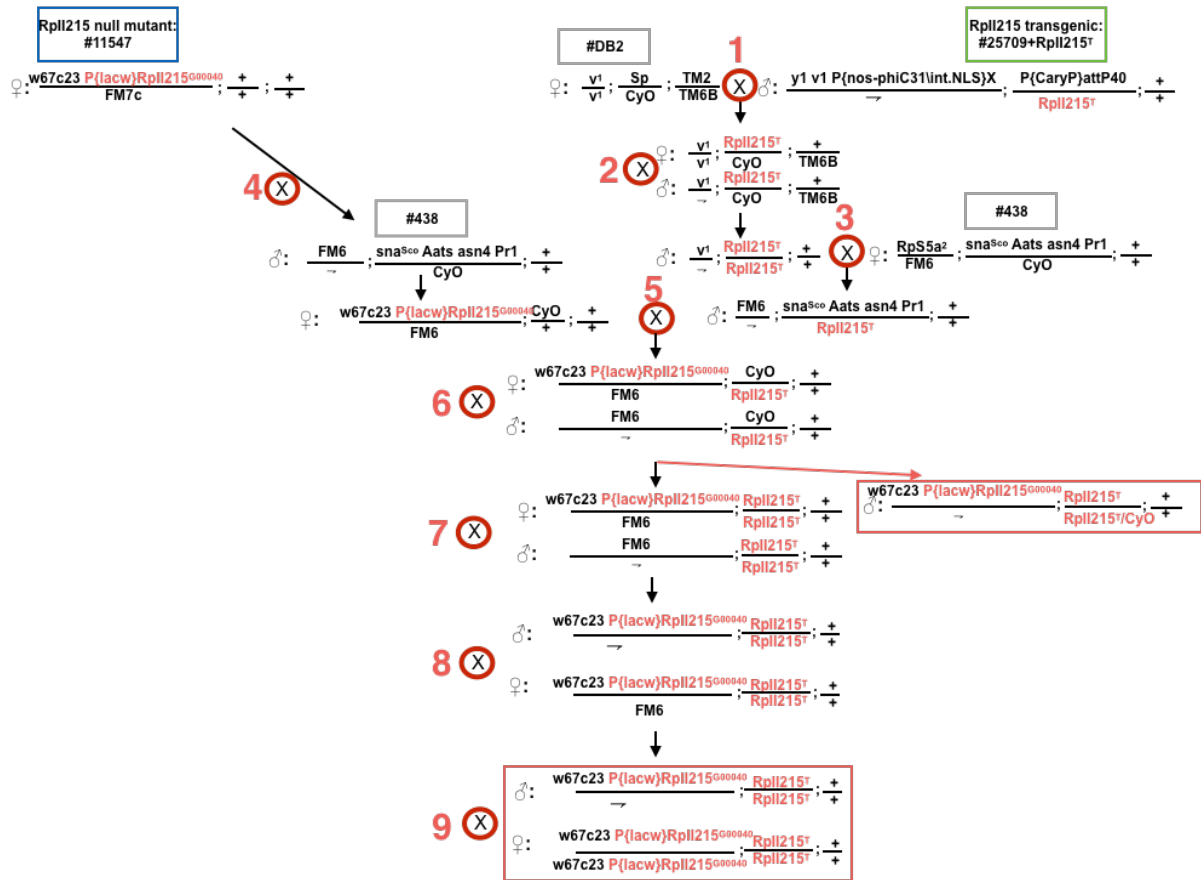 RpII215 null mutant:
#11547
#DB2
RpII215 transgenic:
#25709+RpII215ᵀ
1
♀: w67c23 P{lacw}RpII215ᴳ⁰⁰⁰⁴⁰ ; + ; +
FM7c + +
♀: v¹ ; Sp ; TM2
v¹ CyO TM6B
X
♂: y1 v1 P{nos-phiC31\int.NLS}X ; P{CaryP}attP40 ; +
⇁ RpII215ᵀ +
2 X
♀: v¹ ; RpII215ᵀ ; +
v¹ CyO TM6B
♂: v¹ ; RpII215ᵀ ; +
⇁ CyO TM6B
4 X
#438
3
#438
♂: FM6 ; snaˢᶜᵒ Aats asn4 Pr1 ; +
⇁ CyO +
♂: v¹ ; RpII215ᵀ ; +
⇁ RpII215ᵀ +
X
♀: RpS5a² ; snaˢᶜᵒ Aats asn4 Pr1 ; +
FM6 CyO +
♀: w67c23 P{lacw}RpII215ᴳ⁰⁰⁰⁴⁰ ; CyO ; +
FM6 + +
5
X
♂: FM6 ; snaˢᶜᵒ Aats asn4 Pr1 ; +
⇁ RpII215ᵀ +
6 X
♀: w67c23 P{lacw}RpII215ᴳ⁰⁰⁰⁴⁰ ; CyO ; +
FM6 RpII215ᵀ +
♂: FM6 ; CyO ; +
⇁ RpII215ᵀ +
7 X
♀: w67c23 P{lacw}RpII215ᴳ⁰⁰⁰⁴⁰ ; RpII215ᵀ ; +
FM6 RpII215ᵀ +
♂: FM6 ; RpII215ᵀ ; +
⇁ RpII215ᵀ +
♂: w67c23 P{lacw}RpII215ᴳ⁰⁰⁰⁴⁰ ; RpII215ᵀ ; +
⇁ RpII215ᵀ/CyO +
8 X
♂: w67c23 P{lacw}RpII215ᴳ⁰⁰⁰⁴⁰ ; RpII215ᵀ ; +
⇁ RpII215ᵀ +
♀: w67c23 P{lacw}RpII215ᴳ⁰⁰⁰⁴⁰ ; RpII215ᵀ ; +
FM6 RpII215ᵀ +
9 X
♂: w67c23 P{lacw}RpII215ᴳ⁰⁰⁰⁴⁰ ; RpII215ᵀ ; +
⇁ RpII215ᵀ +
♀: w67c23 P{lacw}RpII215ᴳ⁰⁰⁰⁴⁰ ; RpII215ᵀ ; +
w67c23 P{lacw}RpII215ᴳ⁰⁰⁰⁴⁰ RpII215ᵀ +